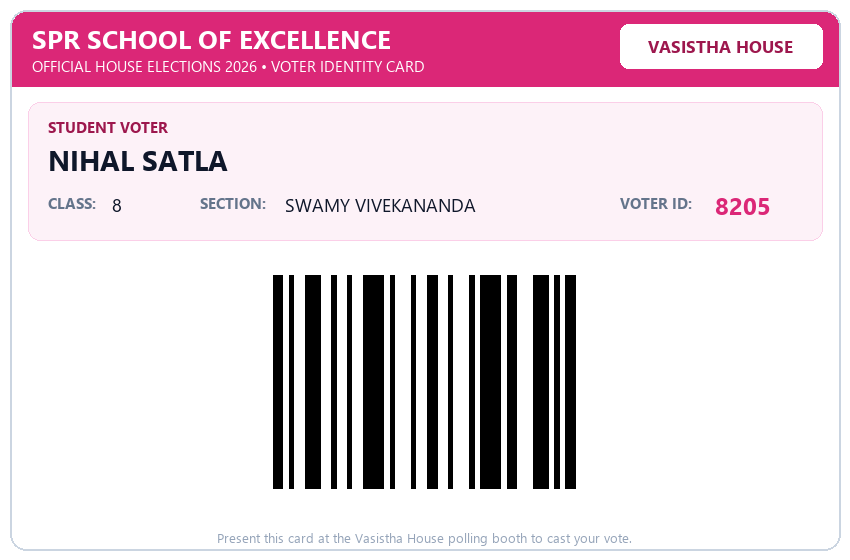 SPR SCHOOL OF EXCELLENCE
OFFICIAL HOUSE ELECTIONS 2026 • VOTER IDENTITY CARD
VASISTHA HOUSE
STUDENT VOTER
NIHAL SATLA
CLASS: 8 SECTION: SWAMY VIVEKANANDA VOTER ID: 8205
Present this card at the Vasistha House polling booth to cast your vote.